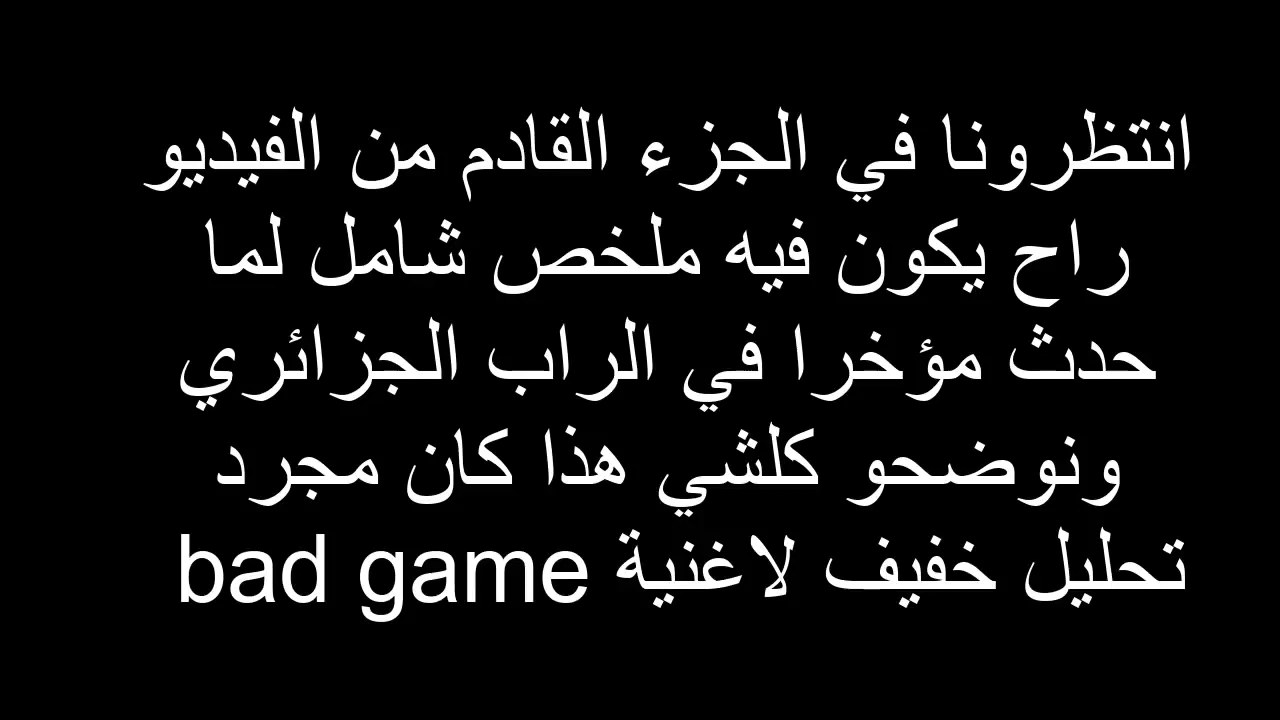 انتظرونا في الجزء القادم من الفيديو
راح يكون فيه ملخص شامل لما
حدث مؤخرا في الراب الجزائري
ونوضحو كلشي هذا كان مجرد
تحليل خفيف لاغنية bad game